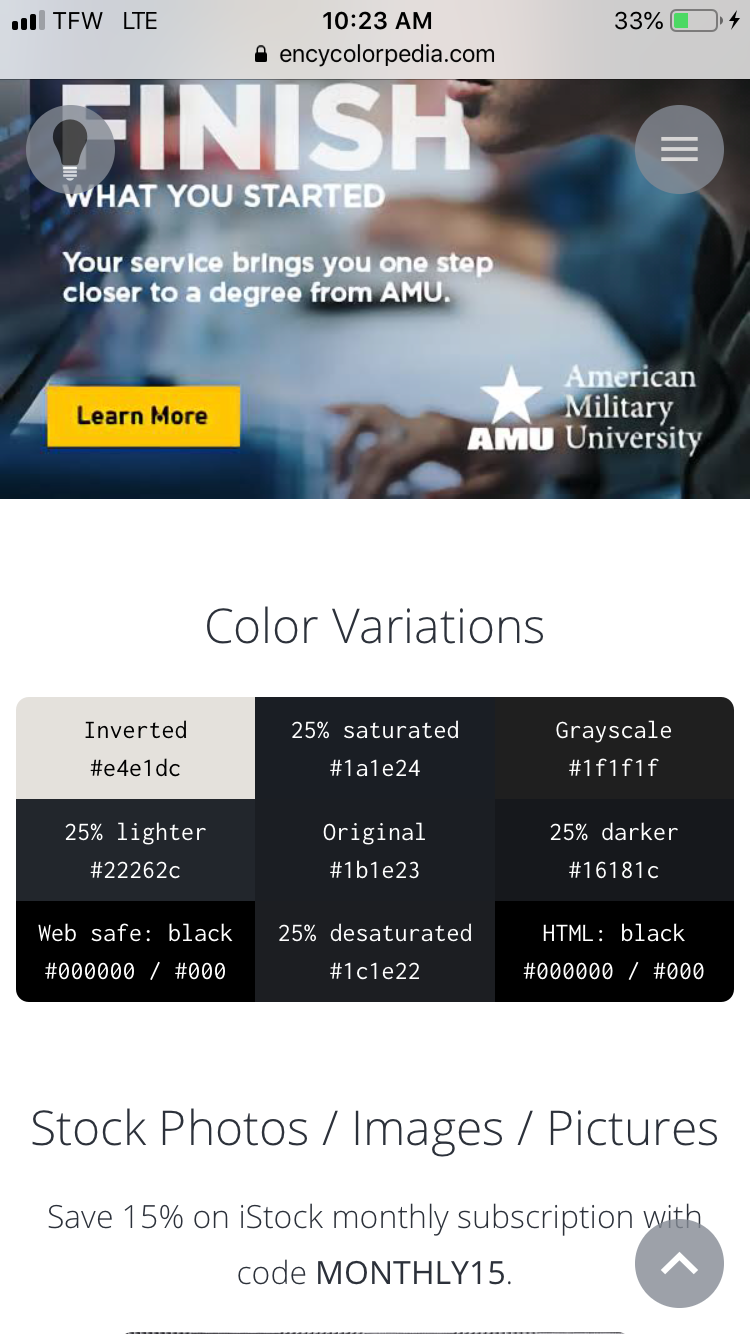 TFW LTE 10:23 AM 33%
encycolorpedia.com
FINISH
WHAT YOU STARTED
Your service brings you one step
closer to a degree from AMU.
Learn More
AMU
American
Military
University
Color Variations
Inverted
#e4e1dc
25% saturated
#1a1e24
Grayscale
#1f1f1f
25% lighter
#22262c
Original
#1b1e23
25% darker
#16181c
Web safe: black
#000000 / #000
25% desaturated
#1c1e22
HTML: black
#000000 / #000
Stock Photos / Images / Pictures
Save 15% on iStock monthly subscription with
code MONTHLY15.